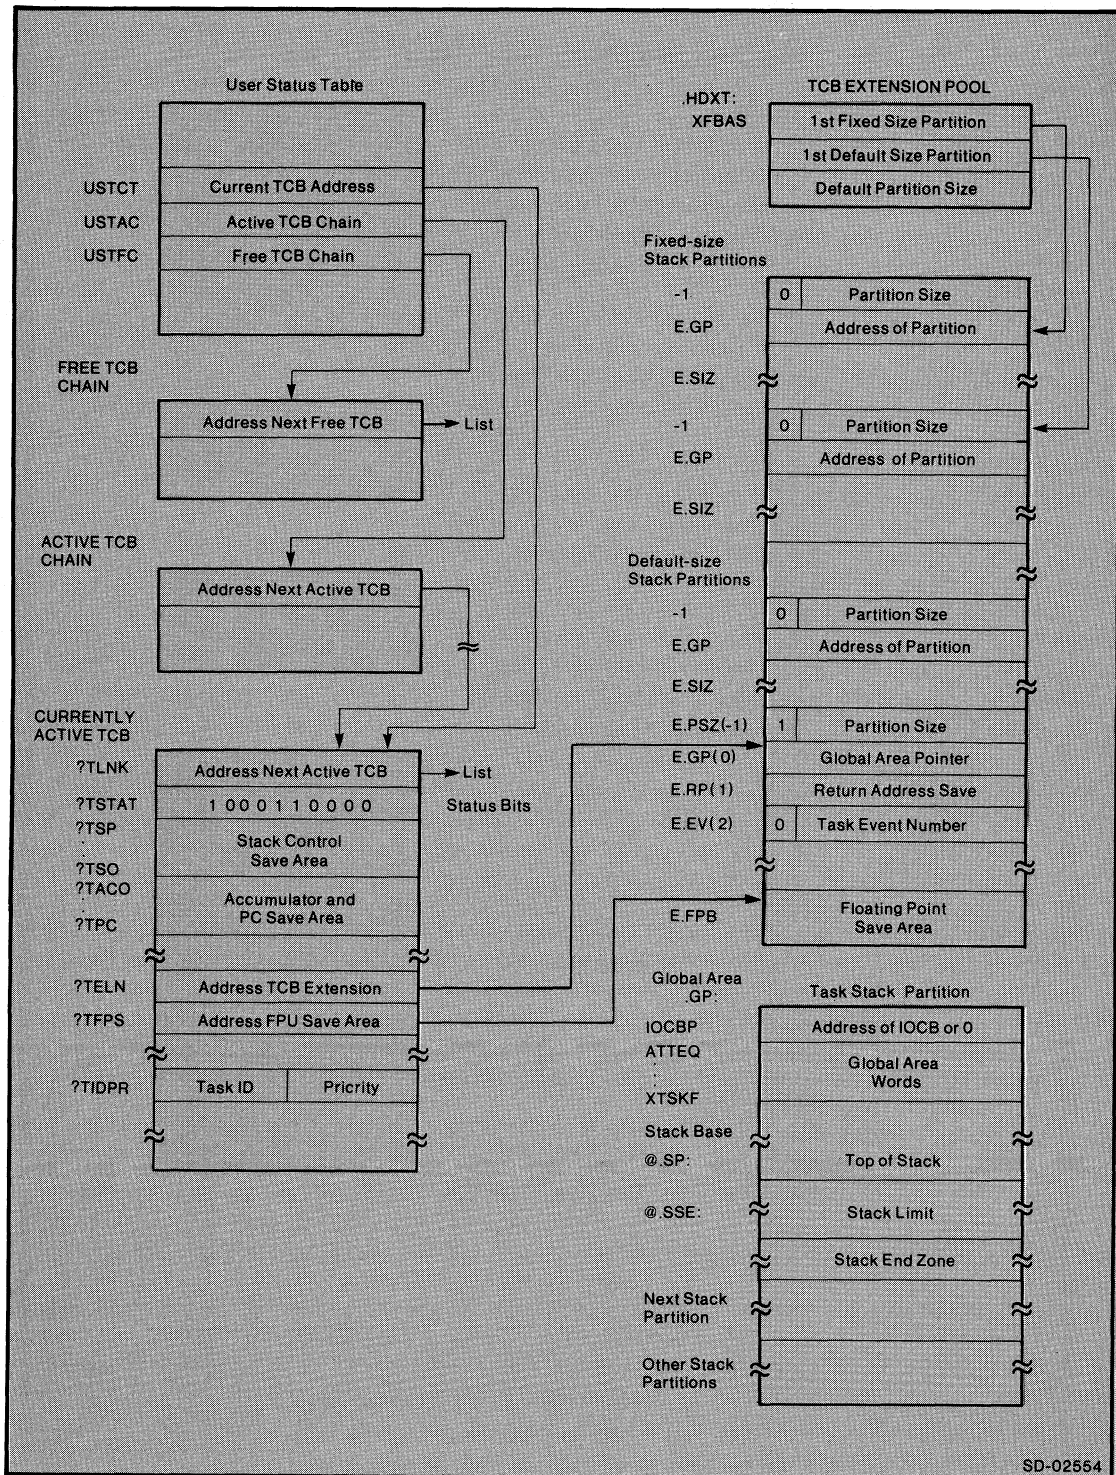 User Status Table
USTCT Current TCB Address
USTAC Active TCB Chain
USTFC Free TCB Chain
FREE TCB
CHAIN
Address Next Free TCB List
ACTIVE TCB
CHAIN
Address Next Active TCB
CURRENTLY
ACTIVE TCB
?TLNK Address Next Active TCB List
?TSTAT 1 0 0 0 1 1 0 0 0 0 Status Bits
?TSP
Stack Control
Save Area
?TSO
?TACO
Accumulator and
PC Save Area
?TPC
?TELN Address TCB Extension
?TFPS Address FPU Save Area
?TIDPR Task ID Pricrity
TCB EXTENSION POOL
.HDXT:
XFBAS 1st Fixed Size Partition
1st Default Size Partition
Default Partition Size
Fixed-size
Stack Partitions
-1 0 Partition Size
E.GP Address of Partition
E.SIZ
-1 0 Partition Size
E.GP Address of Partition
E.SIZ
Default-size
Stack Partitions
-1 0 Partition Size
E.GP Address of Partition
E.SIZ
E.PSZ(-1) 1 Partition Size
E.GP(0) Global Area Pointer
E.RP(1) Return Address Save
E.EV(2) 0 Task Event Number
E.FPB Floating Point
Save Area
Global Area
.GP:
Task Stack Partition
IOCBP Address of IOCB or 0
ATTEQ
Global Area
Words
XTSKF
Stack Base
@.SP: Top of Stack
@.SSE: Stack Limit
Stack End Zone
Next Stack
Partition
Other Stack
Partitions
SD-02554